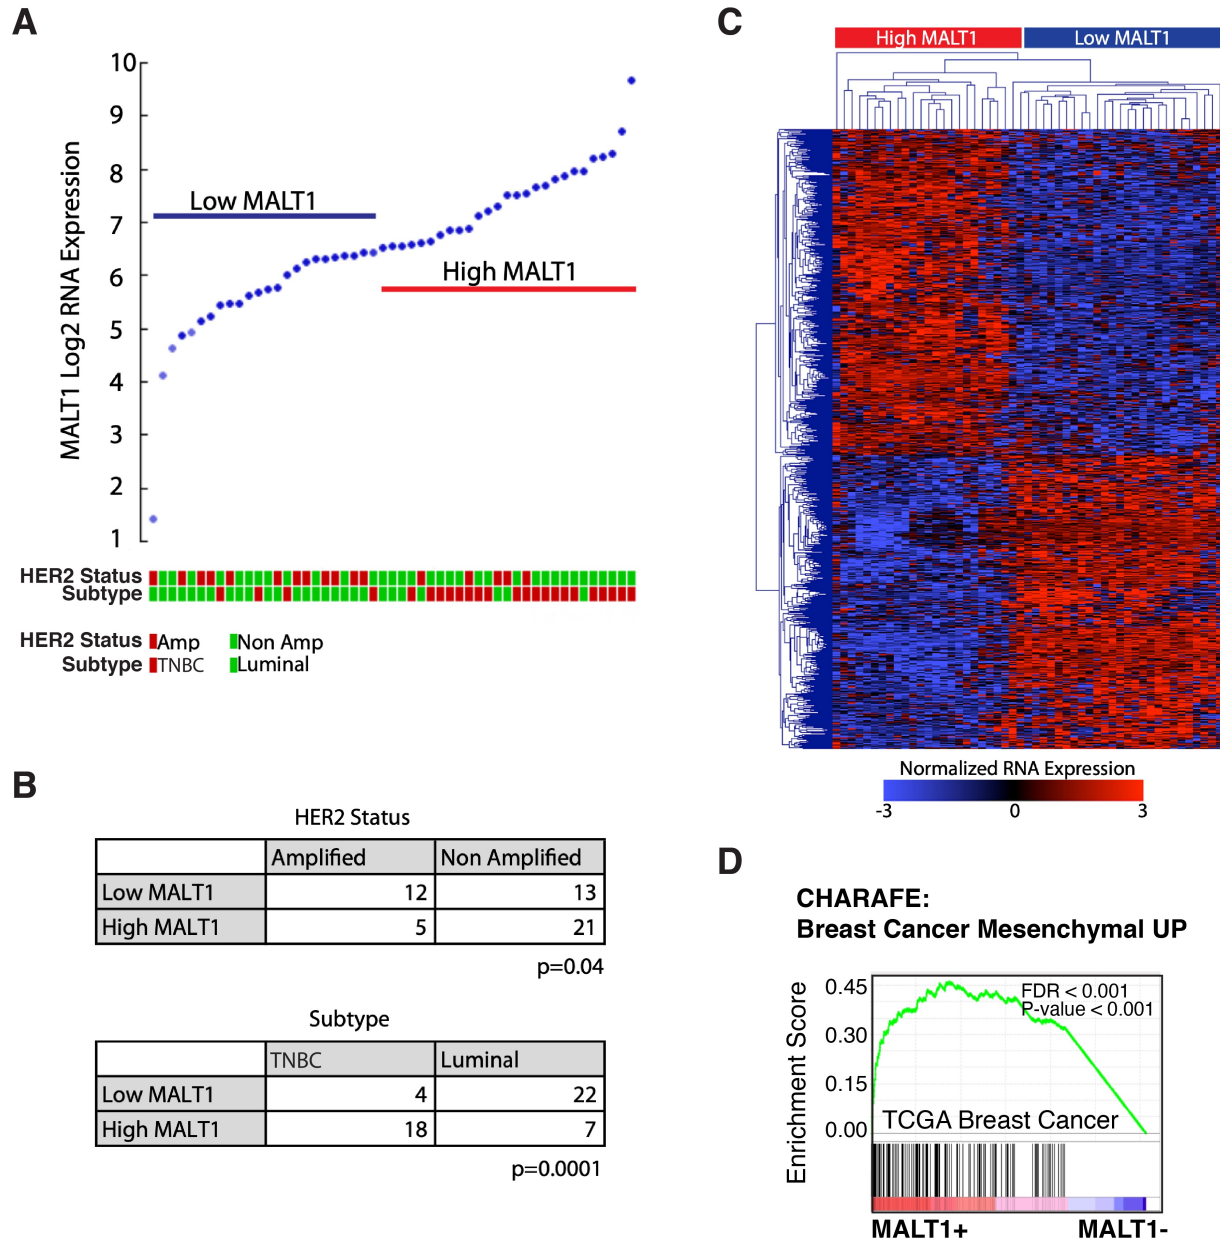 A
10
9
8
7
6
5
4
3
2
1
MALT1 Log2 RNA Expression
Low MALT1
High MALT1
HER2 Status
Subtype
HER2 Status Amp Non Amp
Subtype TNBC Luminal
B
HER2 Status
Amplified Non Amplified
Low MALT1 12 13
High MALT1 5 21
p=0.04
Subtype
TNBC Luminal
Low MALT1 4 22
High MALT1 18 7
p=0.0001
C
High MALT1 Low MALT1
Normalized RNA Expression
-3 0 3
D
CHARAFE:
Breast Cancer Mesenchymal UP
Enrichment Score
0.45
0.30
0.15
0.00
FDR < 0.001
P-value < 0.001
TCGA Breast Cancer
MALT1+ MALT1-